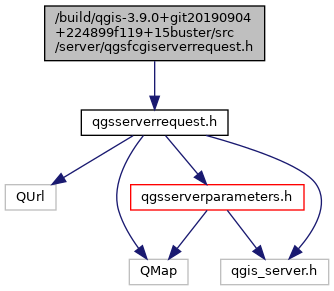 /build/qgis-3.9.0+git20190904
+224899f119+15buster/src
/server/qgsfcgiserverrequest.h
qgsserverrequest.h
QUrl
qgsserverparameters.h
QMap
qgis_server.h